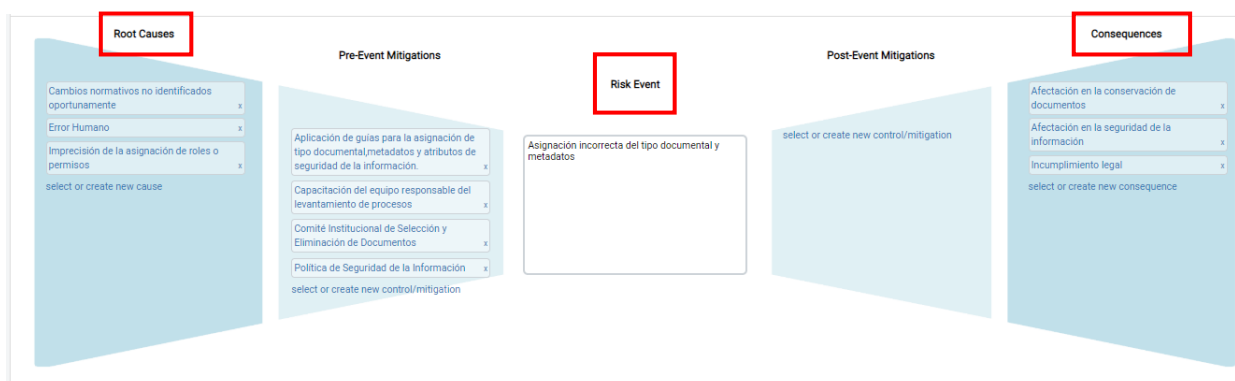 Root Causes
Cambios normativos no identificados
oportunamente x
Error Humano x
Imprecisión de la asignación de roles o
permisos x
select or create new cause
Pre-Event Mitigations
Aplicación de guías para la asignación de
tipo documental,metadatos y atributos de
seguridad de la información. x
Capacitación del equipo responsable del
levantamiento de procesos x
Comité Institucional de Selección y
Eliminación de Documentos x
Política de Seguridad de la Información x
select or create new control/mitigation
Risk Event
Asignación incorrecta del tipo documental y
metadatos
Post-Event Mitigations
select or create new control/mitigation
Consequences
Afectación en la conservación de
documentos x
Afectación en la seguridad de la
información x
Incumplimiento legal x
select or create new consequence